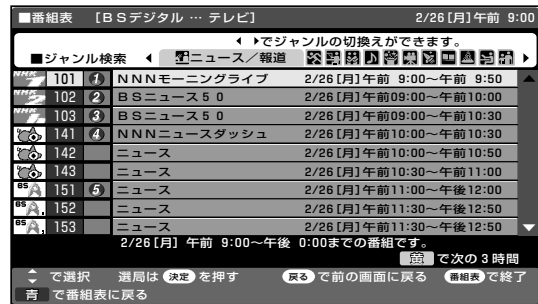 ■番組表 [BSデジタル … テレビ] 2/26[月]午前 9:00
◀ ▶でジャンルの切換えができます。
■ジャンル検索 ◀ ニュース／報道 ▶
NHK 101 1 NNNモーニングライブ 2/26[月]午前 9:00～午前 9:50
NHK 102 2 BSニュース50 2/26[月]午前09:00～午前10:00
NHK 103 3 BSニュース50 2/26[月]午前09:00～午前10:30
141 4 NNNニュースダッシュ 2/26[月]午前10:00～午前10:30
142 ニュース 2/26[月]午前10:00～午前10:50
143 ニュース 2/26[月]午前10:30～午前11:00
BS 151 5 ニュース 2/26[月]午前11:00～午後12:00
BS 152 ニュース 2/26[月]午前11:30～午後12:50
BS 153 ニュース 2/26[月]午前11:30～午後12:50
2/26[月] 午前 9:00～午後 0:00までの番組です。
黄 で次の3時間
で選択 選局は 決定 を押す 戻る で前の画面に戻る 番組表 で終了
青 で番組表に戻る